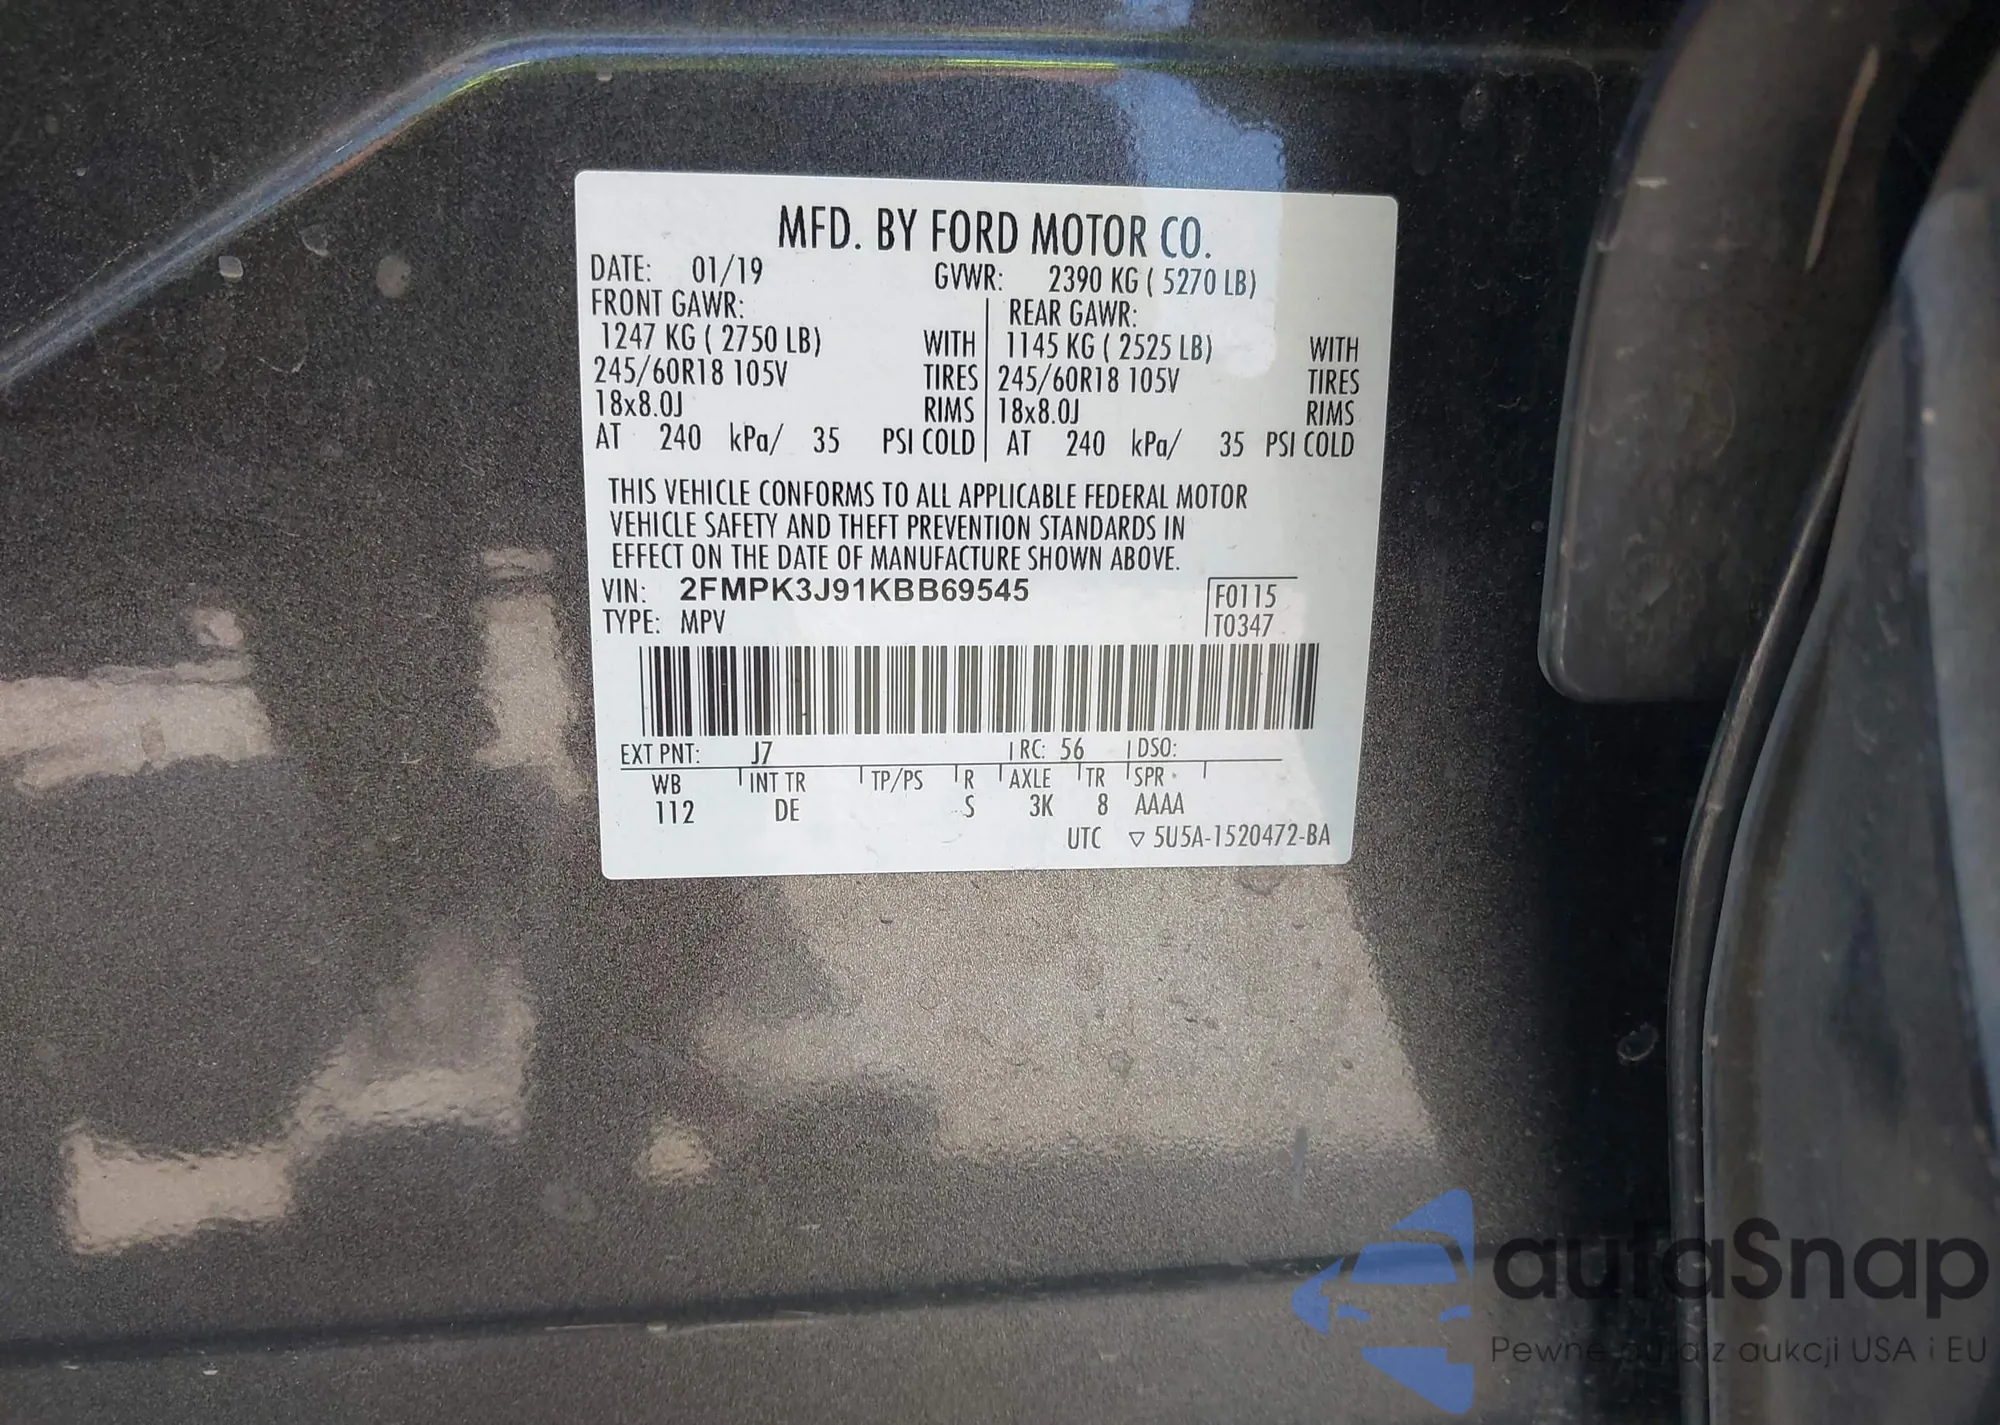 MFD. BY FORD MOTOR CO.
DATE: 01/19 GVWR: 2390 KG ( 5270 LB)
FRONT GAWR: REAR GAWR:
1247 KG ( 2750 LB) WITH 1145 KG ( 2525 LB) WITH
245/60R18 105V TIRES 245/60R18 105V TIRES
18x8.0J RIMS 18x8.0J RIMS
AT 240 kPa/ 35 PSI COLD AT 240 kPa/ 35 PSI COLD
THIS VEHICLE CONFORMS TO ALL APPLICABLE FEDERAL MOTOR
VEHICLE SAFETY AND THEFT PREVENTION STANDARDS IN
EFFECT ON THE DATE OF MANUFACTURE SHOWN ABOVE.
VIN: 2FMPK3J91KBB69545 F0115
TYPE: MPV T0347
EXT PNT: J7 RC: 56 DSO:
WB INT TR TP/PS R AXLE TR SPR
112 DE S 3K 8 AAAA
UTC ▽ 5U5A-1520472-BA
autaSnap
Pewne auta z aukcji USA i EU